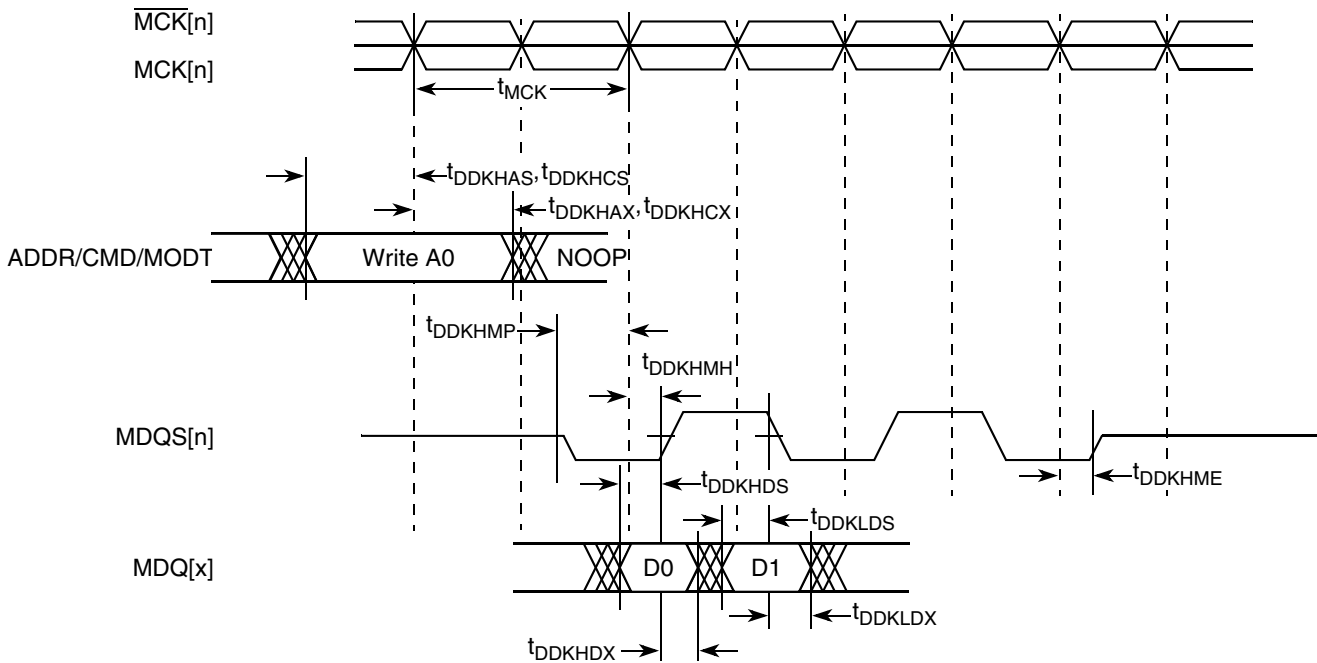 MCK[n]
MCK[n]
tMCK
tDDKHAS,tDDKHCS
tDDKHAX,tDDKHCX
ADDR/CMD/MODT
Write A0
NOOP
tDDKHMP
tDDKHMH
MDQS[n]
tDDKHDS
tDDKHME
tDDKLDS
MDQ[x]
D0
D1
tDDKLDX
tDDKHDX